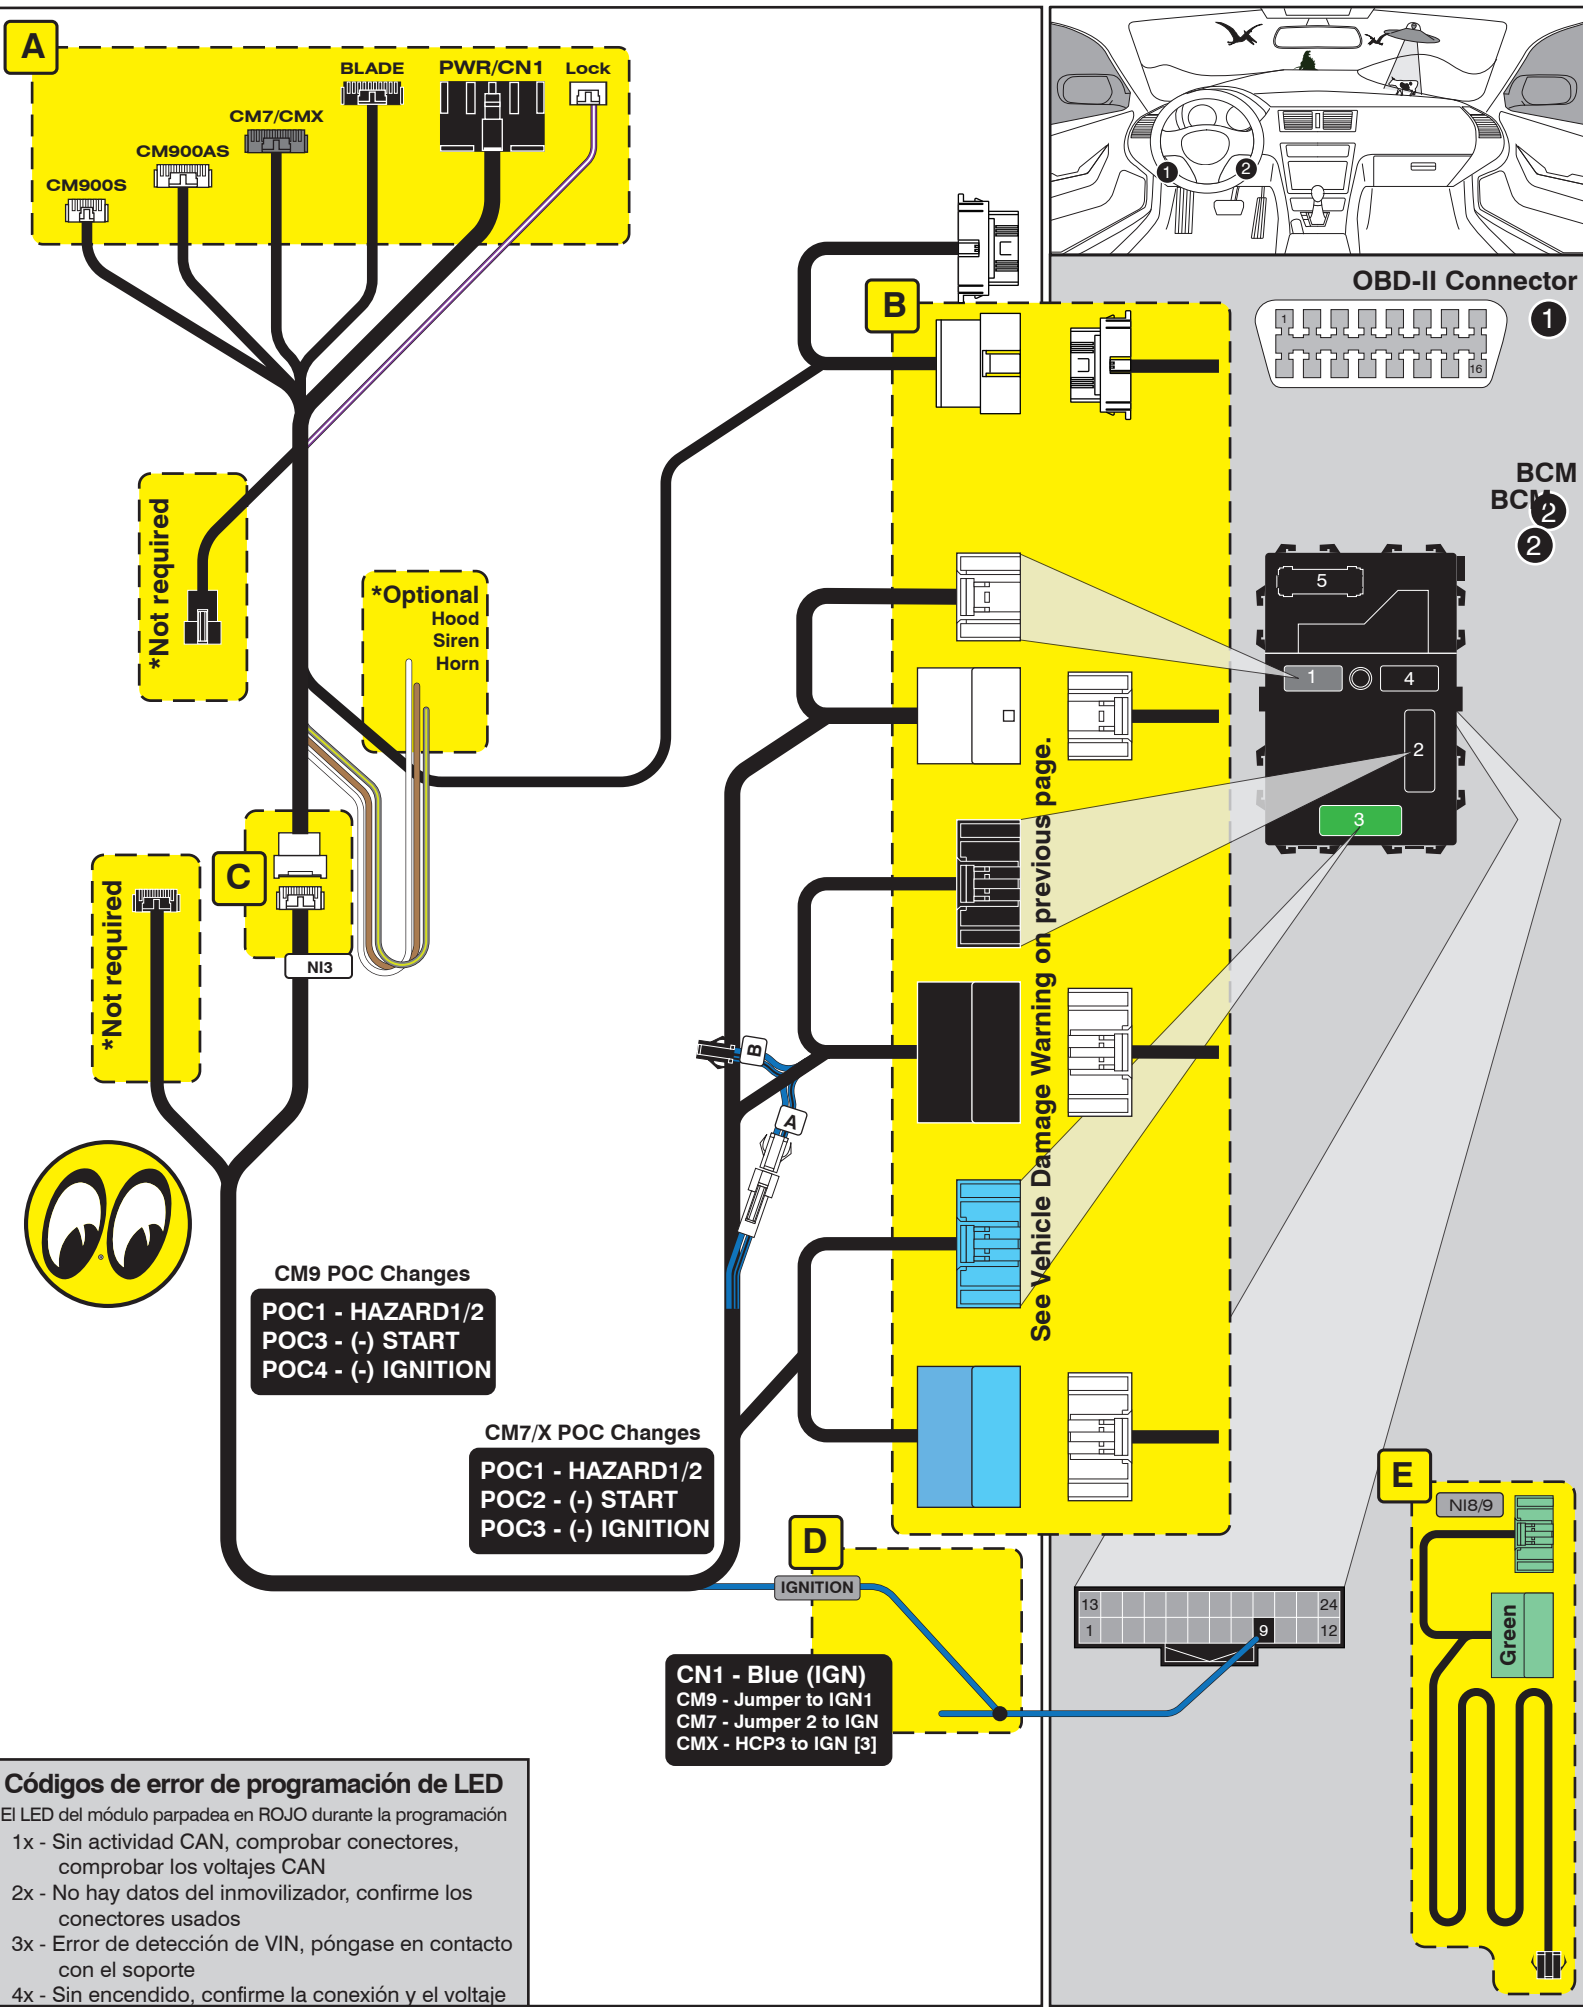 A
BLADE
PWR/CN1
Lock
CM7/CMX
CM900AS
CM900S
1
2
OBD-II Connector
1
1
16
B
BCM
BCM
2
2
5
1
4
2
3
*Not required
*Optional
Hood
Siren
Horn
See Vehicle Damage Warning on previous page.
C
*Not required
NI3
B
A
CM9 POC Changes
POC1 - HAZARD1/2
POC3 - (-) START
POC4 - (-) IGNITION
CM7/X POC Changes
POC1 - HAZARD1/2
POC2 - (-) START
POC3 - (-) IGNITION
D
IGNITION
E
NI8/9
Green
13
24
1
9
12
CN1 - Blue (IGN)
CM9 - Jumper to IGN1
CM7 - Jumper 2 to IGN
CMX - HCP3 to IGN [3]
Códigos de error de programación de LED
El LED del módulo parpadea en ROJO durante la programación
1x - Sin actividad CAN, comprobar conectores,
comprobar los voltajes CAN
2x - No hay datos del inmovilizador, confirme los
conectores usados
3x - Error de detección de VIN, póngase en contacto
con el soporte
4x - Sin encendido, confirme la conexión y el voltaje